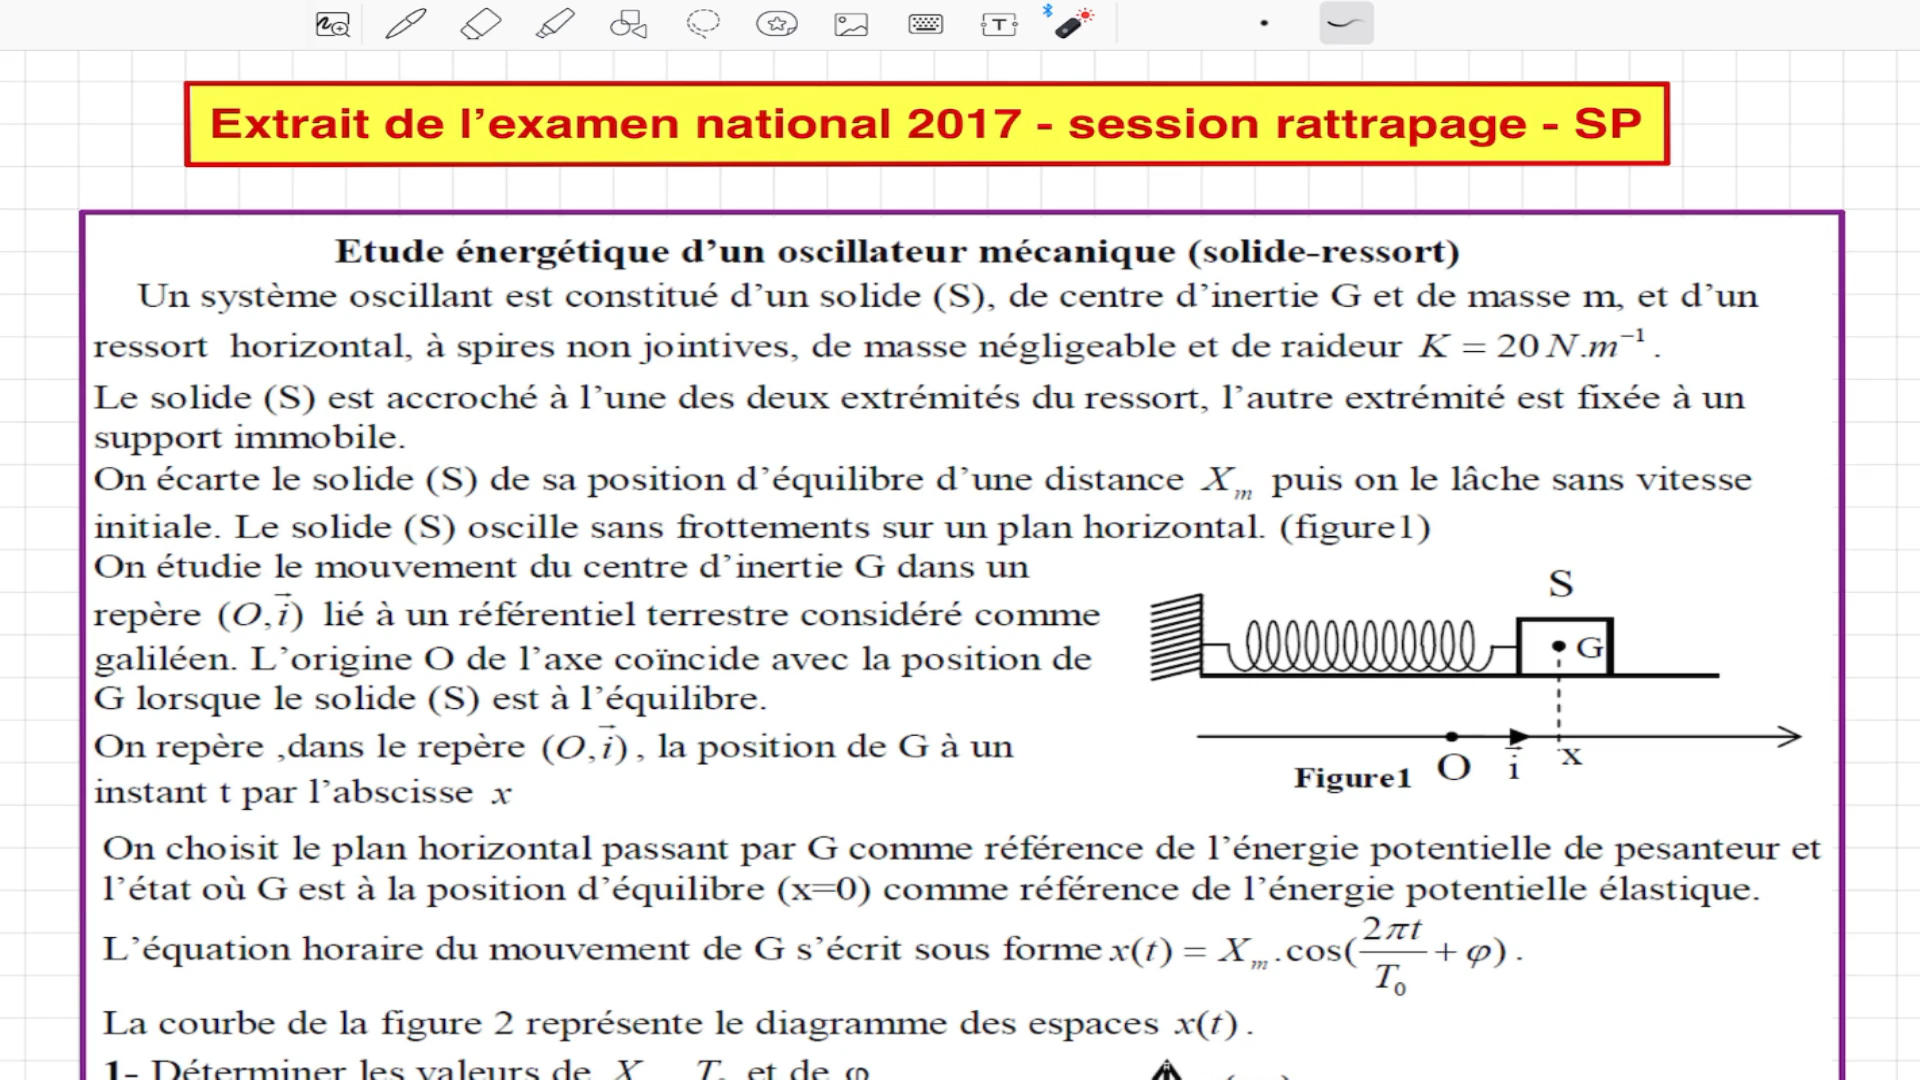 Extrait de l’examen national 2017 - session rattrapage - SP
Etude énergétique d’un oscillateur mécanique (solide-ressort)
Un système oscillant est constitué d’un solide (S), de centre d’inertie G et de masse m, et d’un
ressort horizontal, à spires non jointives, de masse négligeable et de raideur K = 20 N.m⁻¹ .
Le solide (S) est accroché à l’une des deux extrémités du ressort, l’autre extrémité est fixée à un
support immobile.
On écarte le solide (S) de sa position d’équilibre d’une distance Xₘ puis on le lâche sans vitesse
initiale. Le solide (S) oscille sans frottements sur un plan horizontal. (figure1)
On étudie le mouvement du centre d’inertie G dans un
repère (O,i⃗) lié à un référentiel terrestre considéré comme
galiléen. L’origine O de l’axe coïncide avec la position de
G lorsque le solide (S) est à l’équilibre.
On repère ,dans le repère (O,i⃗) , la position de G à un
instant t par l’abscisse x
S
G
O i⃗ x
Figure1
On choisit le plan horizontal passant par G comme référence de l’énergie potentielle de pesanteur et
l’état où G est à la position d’équilibre (x=0) comme référence de l’énergie potentielle élastique.
L’équation horaire du mouvement de G s’écrit sous forme x(t) = Xₘ.cos(2πt/T₀ + φ) .
La courbe de la figure 2 représente le diagramme des espaces x(t) .
1- Déterminer les valeurs de X T et de φ